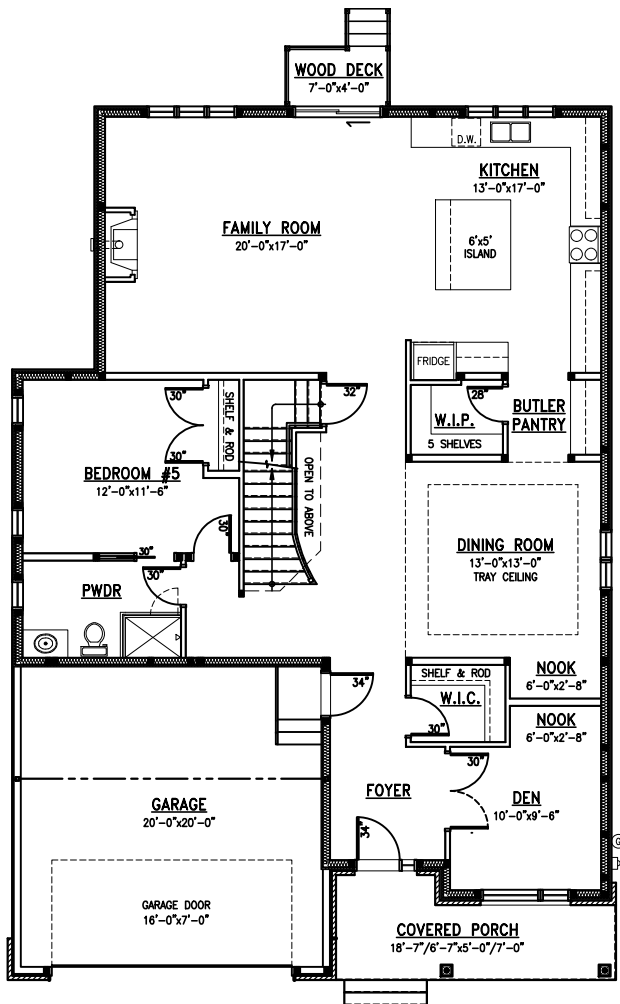 WOOD DECK
7'-0"x4'-0"
D.W.
KITCHEN
13'-0"x17'-0"
FAMILY ROOM
20'-0"x17'-0"
6'x5'
ISLAND
FRIDGE
32"
28"
30"
SHELF & ROD
W.I.P.
5 SHELVES
BUTLER
PANTRY
30"
BEDROOM #5
12'-0"x11'-6"
OPEN TO ABOVE
30"
30"
DINING ROOM
13'-0"x13'-0"
TRAY CEILING
30"
PWDR
SHELF & ROD
W.I.C.
30"
NOOK
6'-0"x2'-8"
34"
NOOK
6'-0"x2'-8"
30"
FOYER
DEN
10'-0"x9'-6"
GARAGE
20'-0"x20'-0"
34"
G
GARAGE DOOR
16'-0"x7'-0"
COVERED PORCH
18'-7"/6'-7"x5'-0"/7'-0"